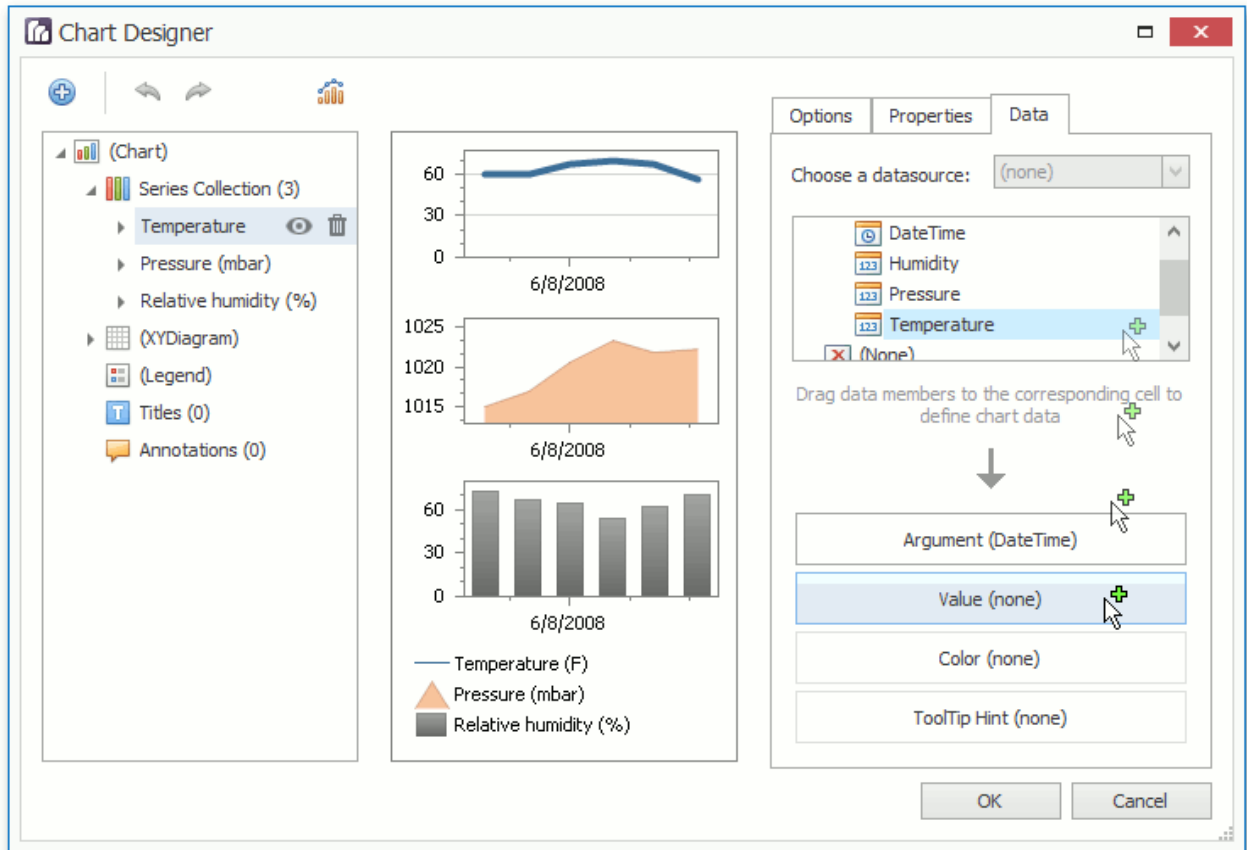 Chart Designer
(Chart)
Series Collection (3)
Temperature
Pressure (mbar)
Relative humidity (%)
(XYDiagram)
(Legend)
T
Titles (0)
Annotations (0)
60
30
0
6/8/2008
1025
1020
1015
6/8/2008
60
30
0
6/8/2008
Temperature (F)
Pressure (mbar)
Relative humidity (%)
Options
Properties
Data
Choose a datasource:
(none)
DateTime
123
Humidity
123
Pressure
123
Temperature
(None)
Drag data members to the corresponding cell to
define chart data
Argument (DateTime)
Value (none)
Color (none)
ToolTip Hint (none)
OK
Cancel